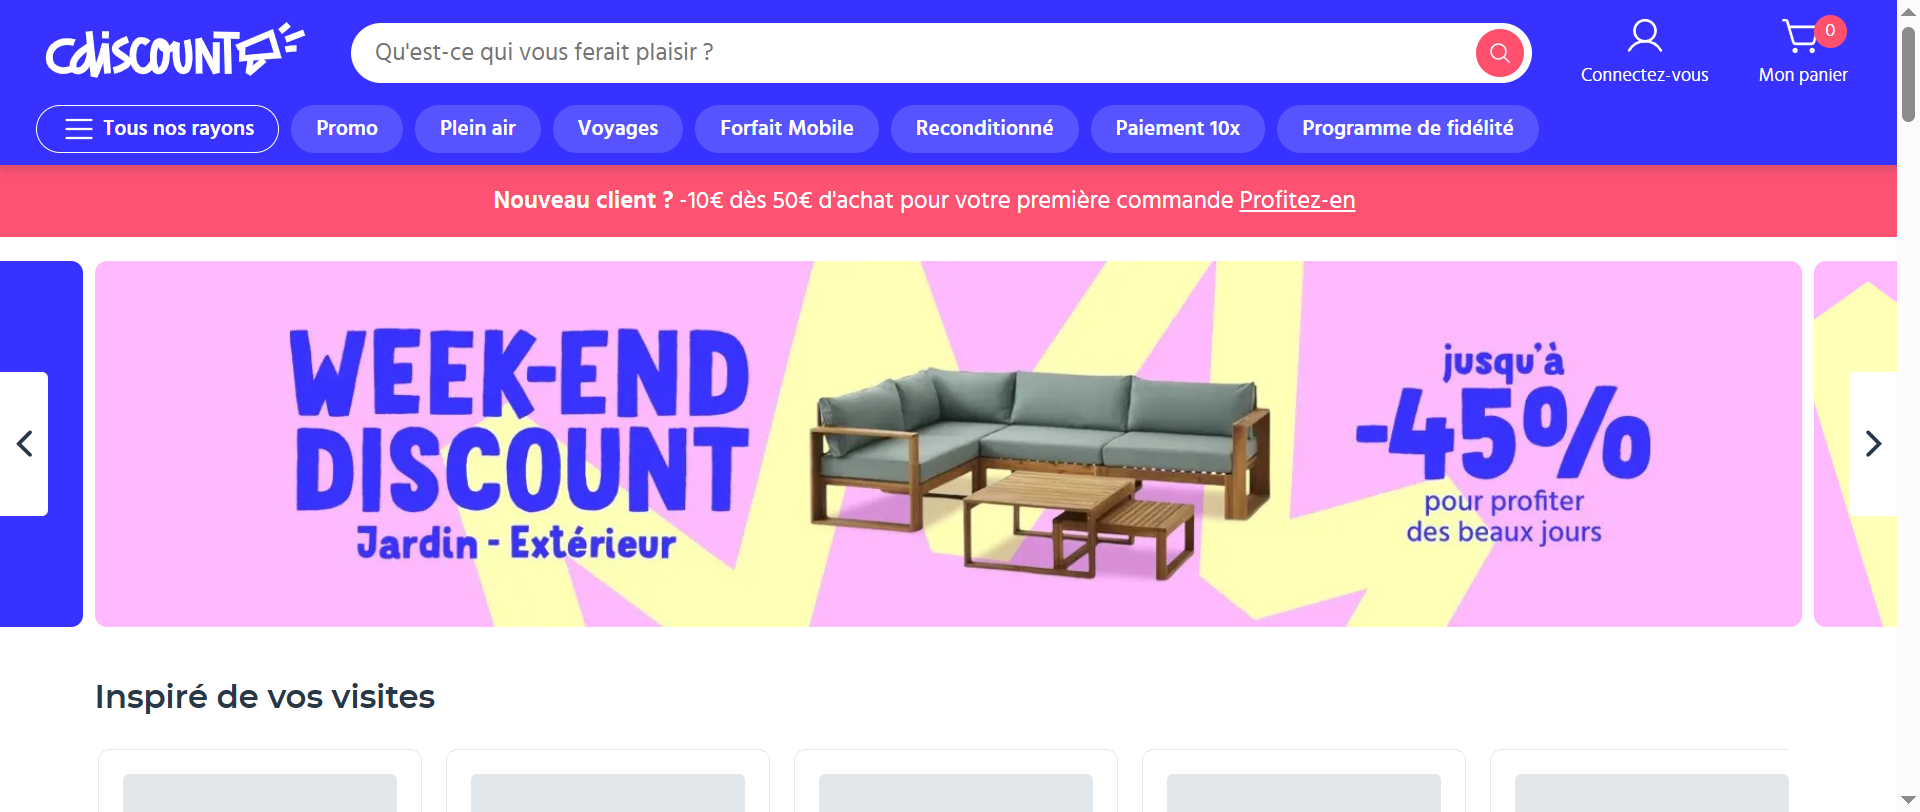 cdiscount
Qu'est-ce qui vous ferait plaisir ?
Connectez-vous
0
Mon panier
Tous nos rayons
Promo
Plein air
Voyages
Forfait Mobile
Reconditionné
Paiement 10x
Programme de fidélité
Nouveau client ? -10€ dès 50€ d'achat pour votre première commande Profitez-en
WEEK-END
DISCOUNT
Jardin - Extérieur
jusqu'à
-45%
pour profiter
des beaux jours
Inspiré de vos visites